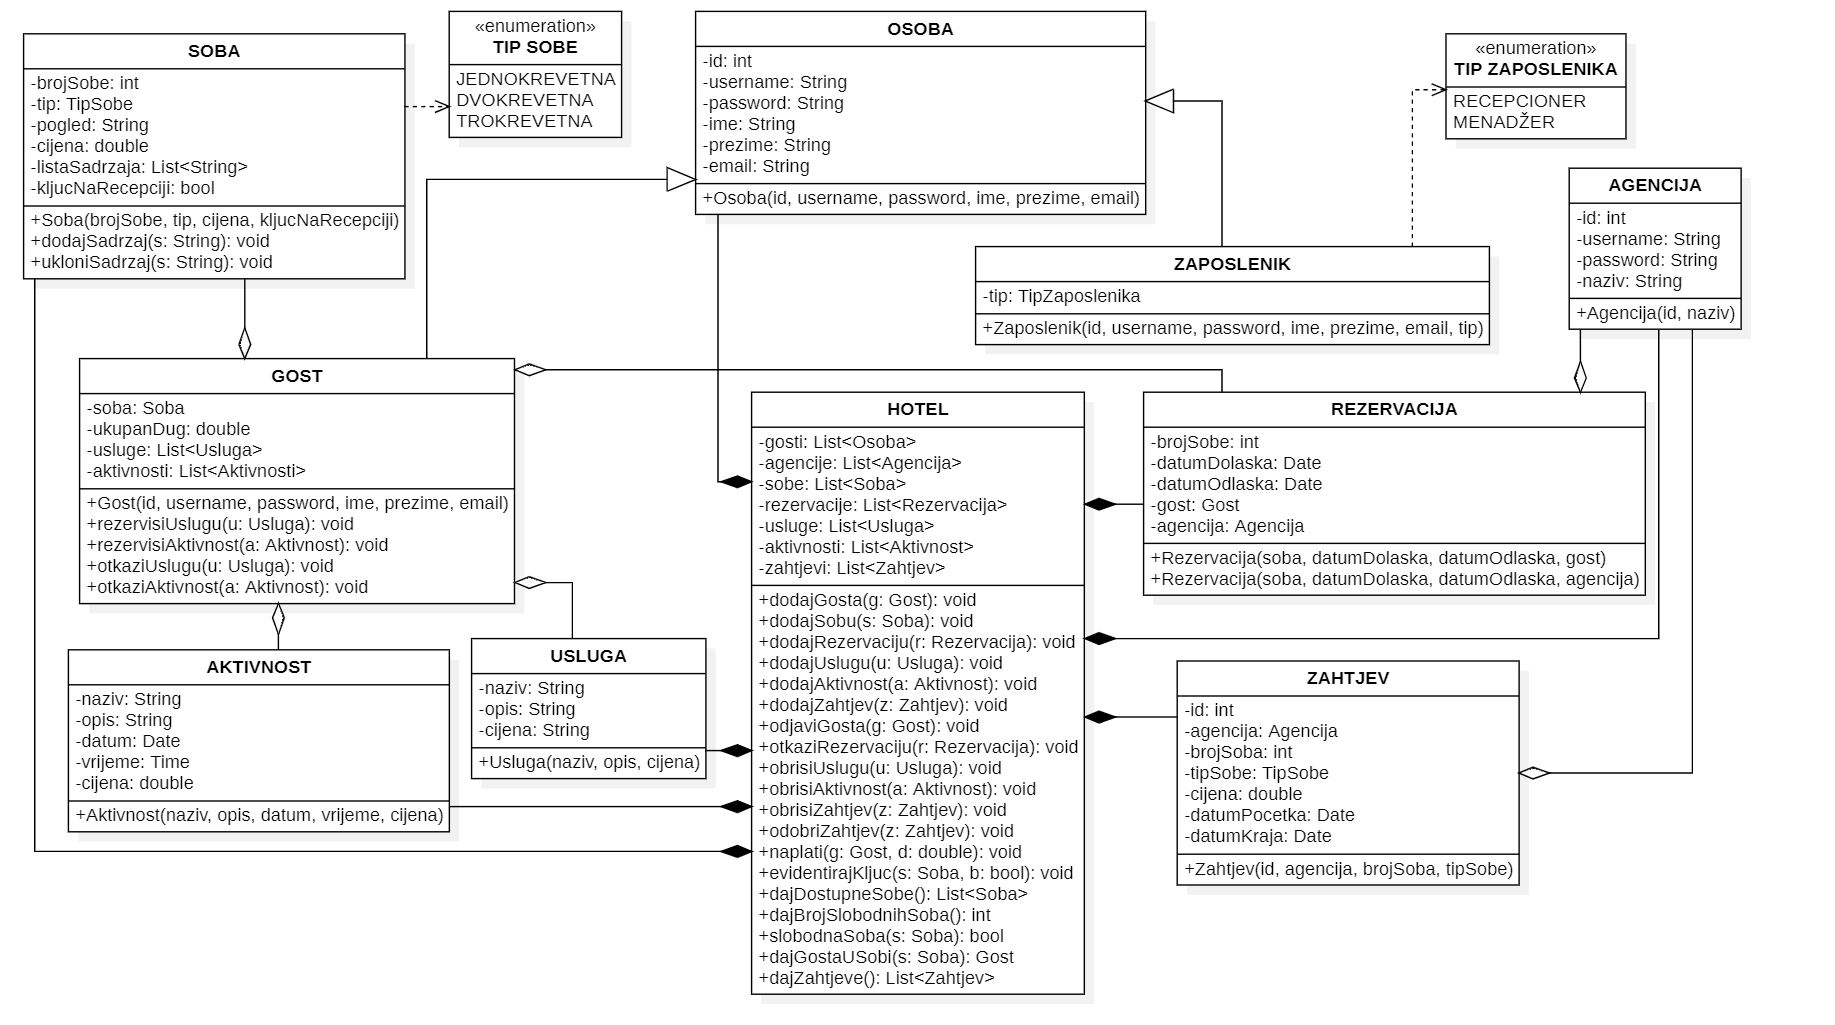 SOBA
-brojSobe: int
-tip: TipSobe
-pogled: String
-cijena: double
-listaSadrzaja: List<String>
-kljucNaRecepciji: bool
+Soba(brojSobe, tip, cijena, kljucNaRecepciji)
+dodajSadrzaj(s: String): void
+ukloniSadrzaj(s: String): void
«enumeration»
TIP SOBE
JEDNOKREVETNA
DVOKREVETNA
TROKREVETNA
OSOBA
-id: int
-username: String
-password: String
-ime: String
-prezime: String
-email: String
+Osoba(id, username, password, ime, prezime, email)
«enumeration»
TIP ZAPOSLENIKA
RECEPCIONER
MENADŽER
AGENCIJA
-id: int
-username: String
-password: String
-naziv: String
+Agencija(id, naziv)
ZAPOSLENIK
-tip: TipZaposlenika
+Zaposlenik(id, username, password, ime, prezime, email, tip)
GOST
-soba: Soba
-ukupanDug: double
-usluge: List<Usluga>
-aktivnosti: List<Aktivnosti>
+Gost(id, username, password, ime, prezime, email)
+rezervisiUslugu(u: Usluga): void
+rezervisiAktivnost(a: Aktivnost): void
+otkaziUslugu(u: Usluga): void
+otkaziAktivnost(a: Aktivnost): void
HOTEL
-gosti: List<Osoba>
-agencije: List<Agencija>
-sobe: List<Soba>
-rezervacije: List<Rezervacija>
-usluge: List<Usluga>
-aktivnosti: List<Aktivnost>
-zahtjevi: List<Zahtjev>
+dodajGosta(g: Gost): void
+dodajSobu(s: Soba): void
+dodajRezervaciju(r: Rezervacija): void
+dodajUslugu(u: Usluga): void
+dodajAktivnost(a: Aktivnost): void
+dodajZahtjev(z: Zahtjev): void
+odjaviGosta(g: Gost): void
+otkaziRezervaciju(r: Rezervacija): void
+obrisiUslugu(u: Usluga): void
+obrisiAktivnost(a: Aktivnost): void
+obrisiZahtjev(z: Zahtjev): void
+odobriZahtjev(z: Zahtjev): void
+naplati(g: Gost, d: double): void
+evidentirajKljuc(s: Soba, b: bool): void
+dajDostupneSobe(): List<Soba>
+dajBrojSlobodnihSoba(): int
+slobodnaSoba(s: Soba): bool
+dajGostaUSobi(s: Soba): Gost
+dajZahtjeve(): List<Zahtjev>
REZERVACIJA
-brojSobe: int
-datumDolaska: Date
-datumOdlaska: Date
-gost: Gost
-agencija: Agencija
+Rezervacija(soba, datumDolaska, datumOdlaska, gost)
+Rezervacija(soba, datumDolaska, datumOdlaska, agencija)
AKTIVNOST
-naziv: String
-opis: String
-datum: Date
-vrijeme: Time
-cijena: double
+Aktivnost(naziv, opis, datum, vrijeme, cijena)
USLUGA
-naziv: String
-opis: String
-cijena: String
+Usluga(naziv, opis, cijena)
ZAHTJEV
-id: int
-agencija: Agencija
-brojSoba: int
-tipSobe: TipSobe
-cijena: double
-datumPocetka: Date
-datumKraja: Date
+Zahtjev(id, agencija, brojSoba, tipSobe)